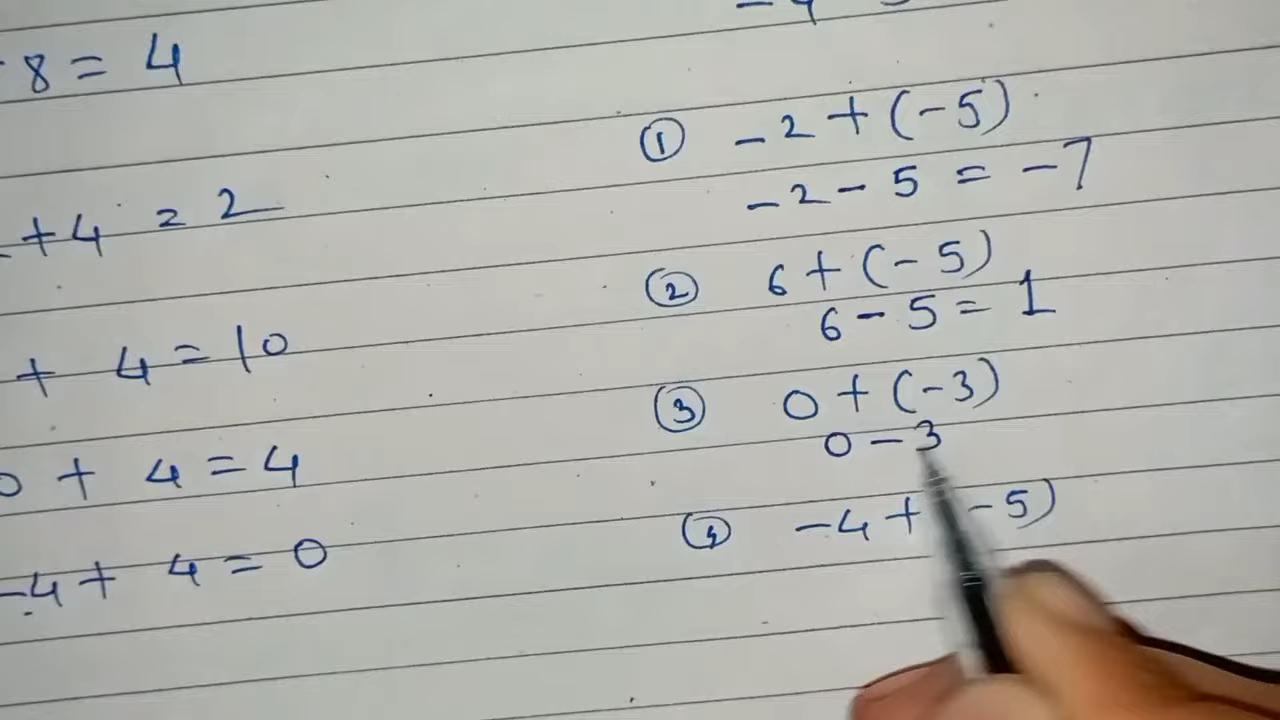 8 = 4
+4 = 2
+ 4 = 10
0 + 4 = 4
-4 + 4 = 0
① -2 + (-5)
-2 - 5 = -7
② 6 + (-5)
6 - 5 = 1
③ 0 + (-3)
0 - 3
④ -4 + -5)